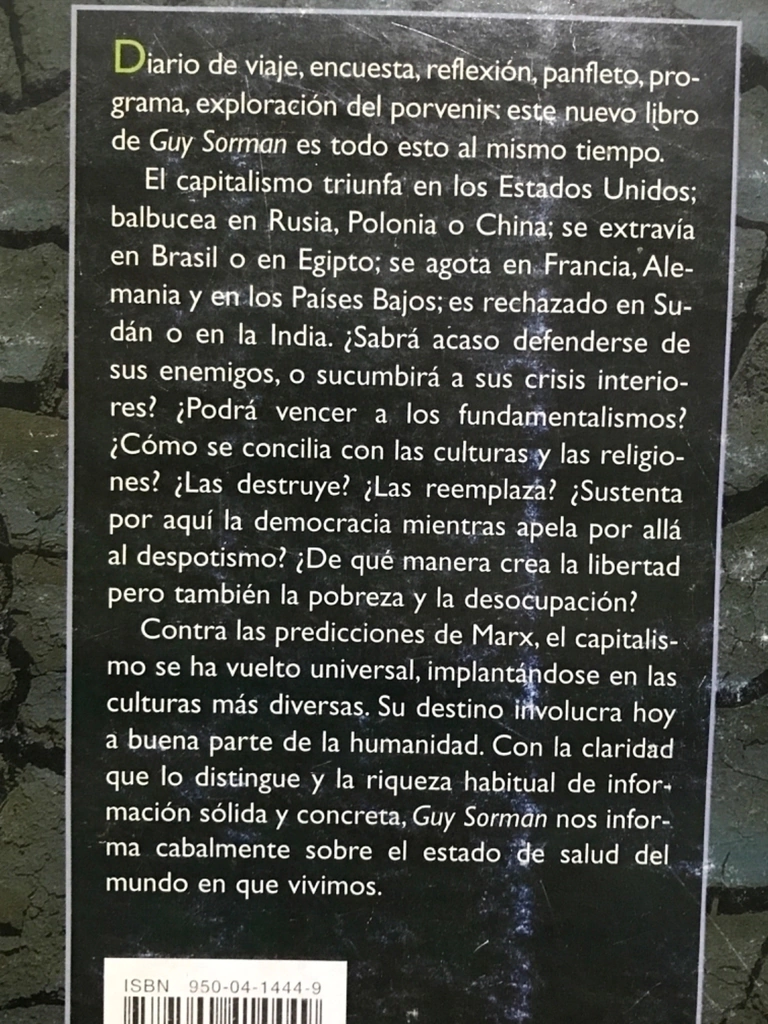 Diario de viaje, encuesta, reflexión, panfleto, pro-
grama, exploración del porvenir: este nuevo libro
de Guy Sorman es todo esto al mismo tiempo.
El capitalismo triunfa en los Estados Unidos;
balbucea en Rusia, Polonia o China; se extravía
en Brasil o en Egipto; se agota en Francia, Ale-
mania y en los Países Bajos; es rechazado en Su-
dán o en la India. ¿Sabrá acaso defenderse de
sus enemigos, o sucumbirá a sus crisis interio-
res? ¿Podrá vencer a los fundamentalismos?
¿Cómo se concilia con las culturas y las religio-
nes? ¿Las destruye? ¿Las reemplaza? ¿Sustenta
por aquí la democracia mientras apela por allá
al despotismo? ¿De qué manera crea la libertad
pero también la pobreza y la desocupación?
Contra las predicciones de Marx, el capitalis-
mo se ha vuelto universal, implantándose en las
culturas más diversas. Su destino involucra hoy
a buena parte de la humanidad. Con la claridad
que lo distingue y la riqueza habitual de infor-
mación sólida y concreta, Guy Sorman nos infor-
ma cabalmente sobre el estado de salud del
mundo en que vivimos.
ISBN 950-04-1444-9